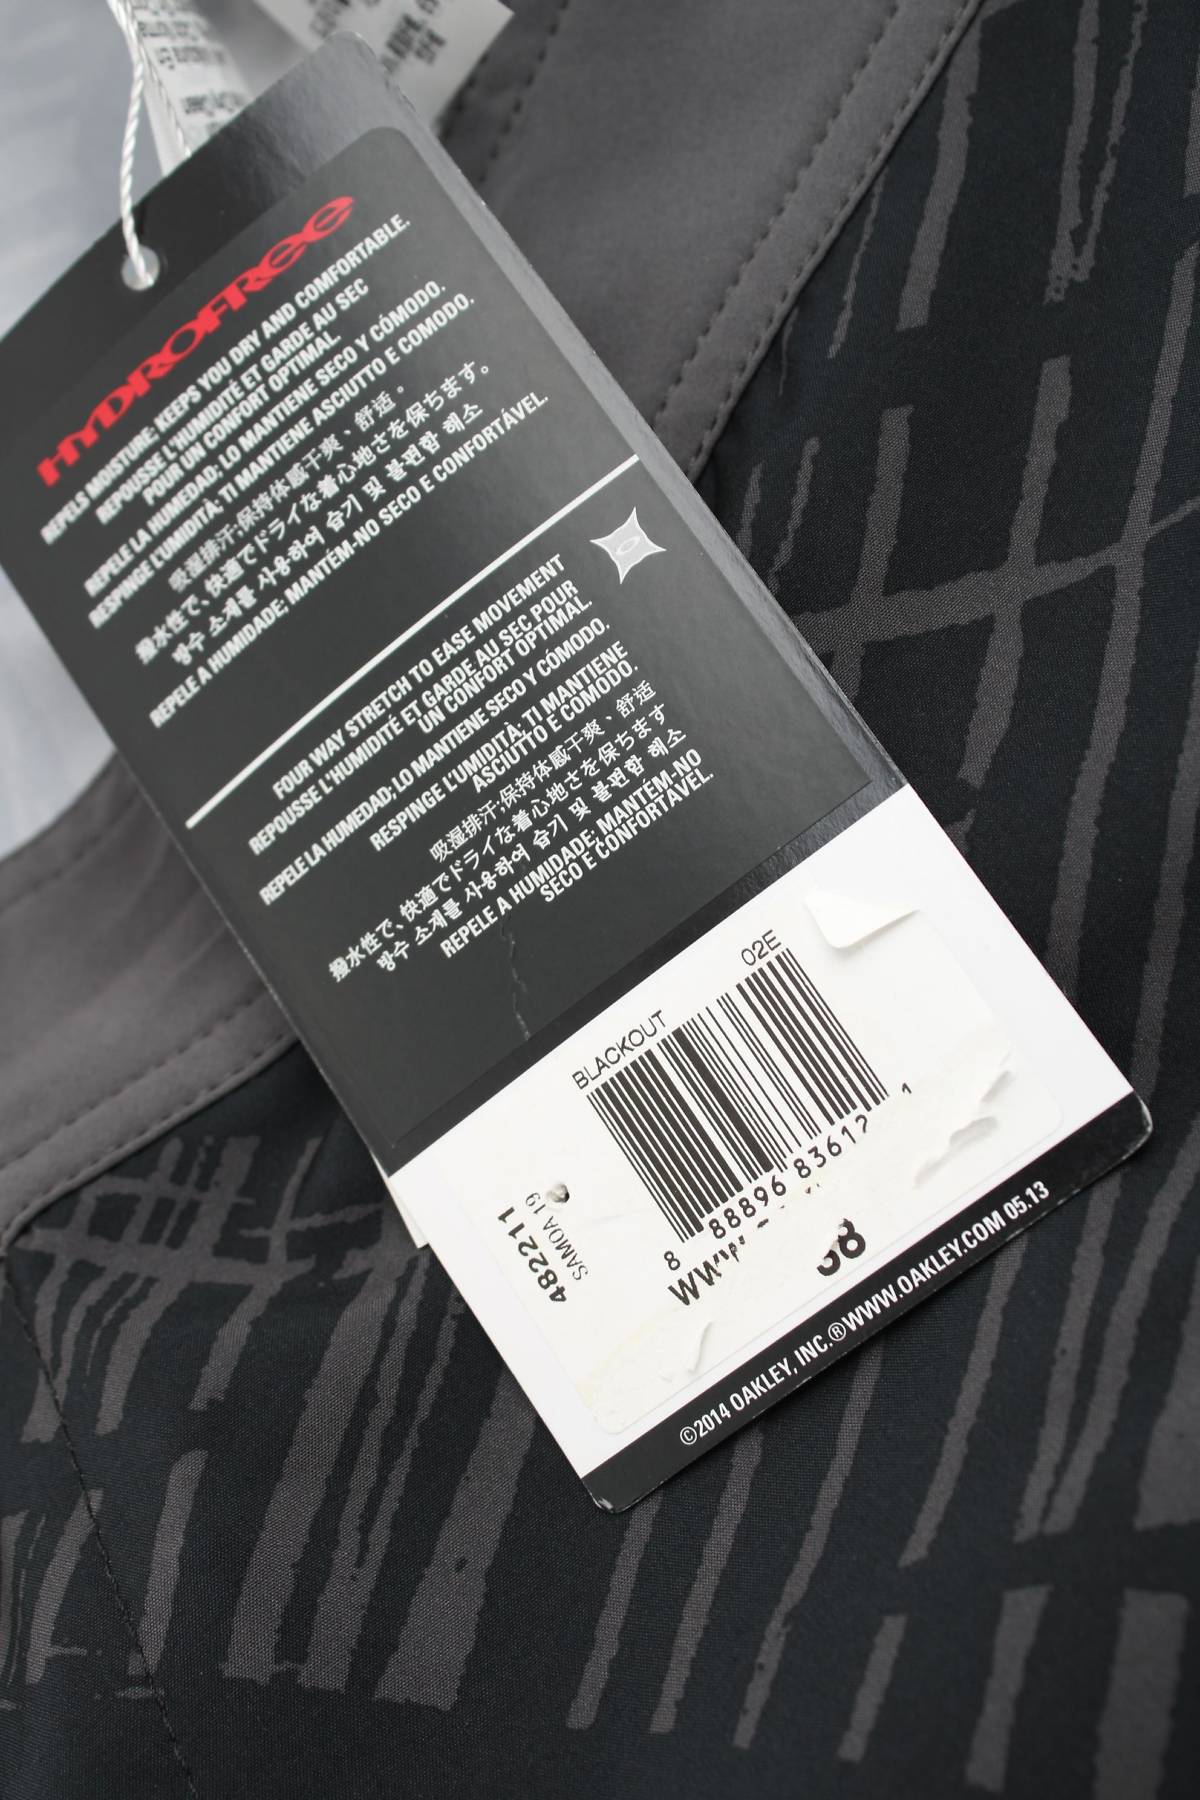 HYDROFREE
REPELS MOISTURE; KEEPS YOU DRY AND COMFORTABLE.
REPOUSSE L'HUMIDITÉ ET GARDE AU SEC
POUR UN CONFORT OPTIMAL.
REPELE LA HUMEDAD; LO MANTIENE SECO Y CÓMODO.
RESPINGE L'UMIDITÀ; TI MANTIENE ASCIUTTO E COMODO.
吸湿排汗;保持体感干爽、舒适。
撥水性で、快適でドライな着心地さを保ちます。
방수 소재를 사용하여 습기 및 불편함 해소
REPELE A HUMIDADE; MANTÉM-NO SECO E CONFORTÁVEL.
FOUR WAY STRETCH TO EASE MOVEMENT
REPOUSSE L'HUMIDITÉ ET GARDE AU SEC POUR
UN CONFORT OPTIMAL.
REPELE LA HUMEDAD; LO MANTIENE SECO Y CÓMODO.
RESPINGE L'UMIDITÀ; TI MANTIENE
ASCIUTTO E COMODO.
吸湿排汗;保持体感干爽、舒适
撥水性で、快適でドライな着心地さを保ちます
방수 소재를 사용하여 습기 및 불편함 해소
REPELE A HUMIDADE; MANTÉM-NO
SECO E CONFORTÁVEL.
BLACKOUT 02E
8 88896 83612 1
482211
SAMOA 19
©2014 OAKLEY, INC.® WWW.OAKLEY.COM 05.13